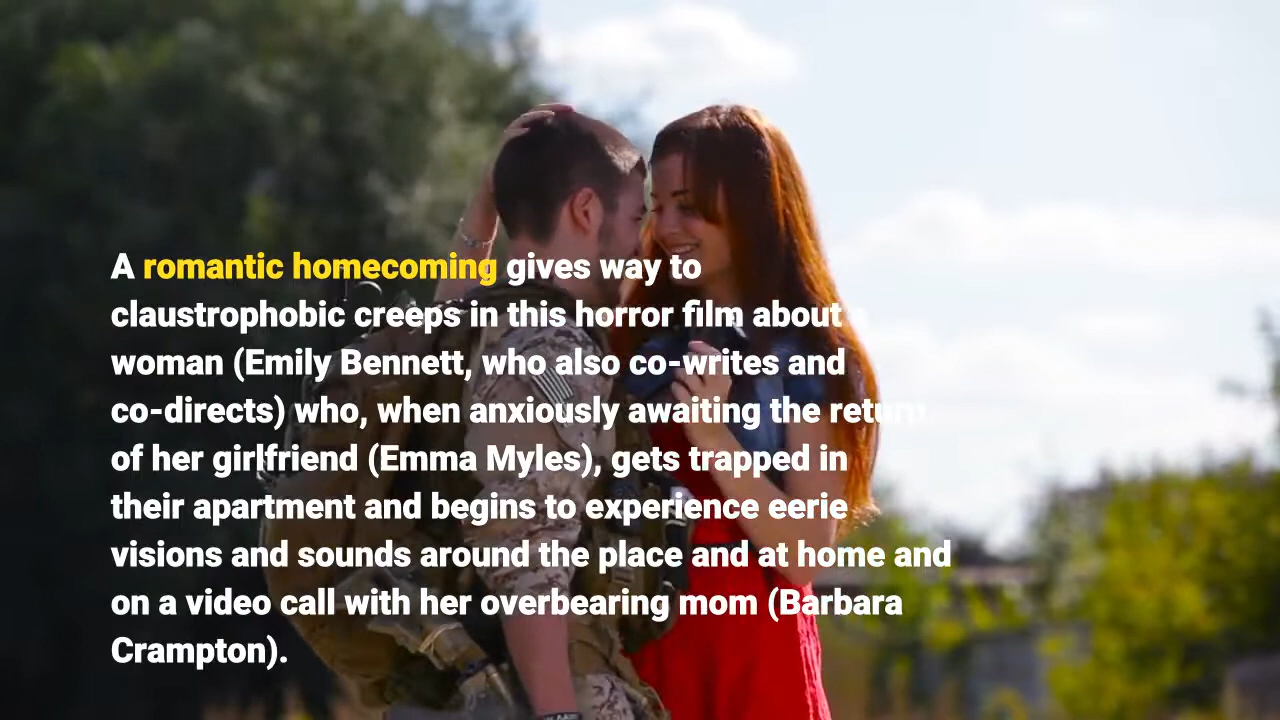 A romantic homecoming gives way to
claustrophobic creeps in this horror film about a
woman (Emily Bennett, who also co-writes and
co-directs) who, when anxiously awaiting the return
of her girlfriend (Emma Myles), gets trapped in
their apartment and begins to experience eerie
visions and sounds around the place and at home and
on a video call with her overbearing mom (Barbara
Crampton).